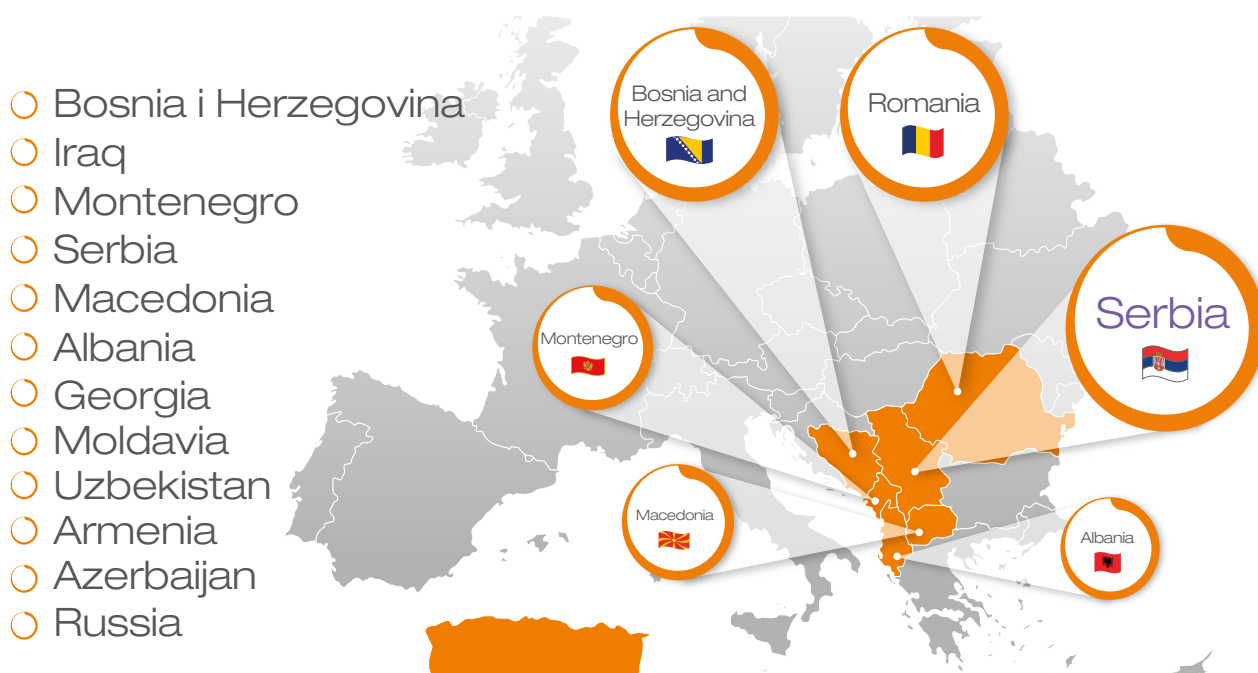 Bosnia i Herzegovina
Iraq
Montenegro
Serbia
Macedonia
Albania
Georgia
Moldavia
Uzbekistan
Armenia
Azerbaijan
Russia
Bosnia and
Herzegovina
Romania
Serbia
Montenegro
Macedonia
Albania